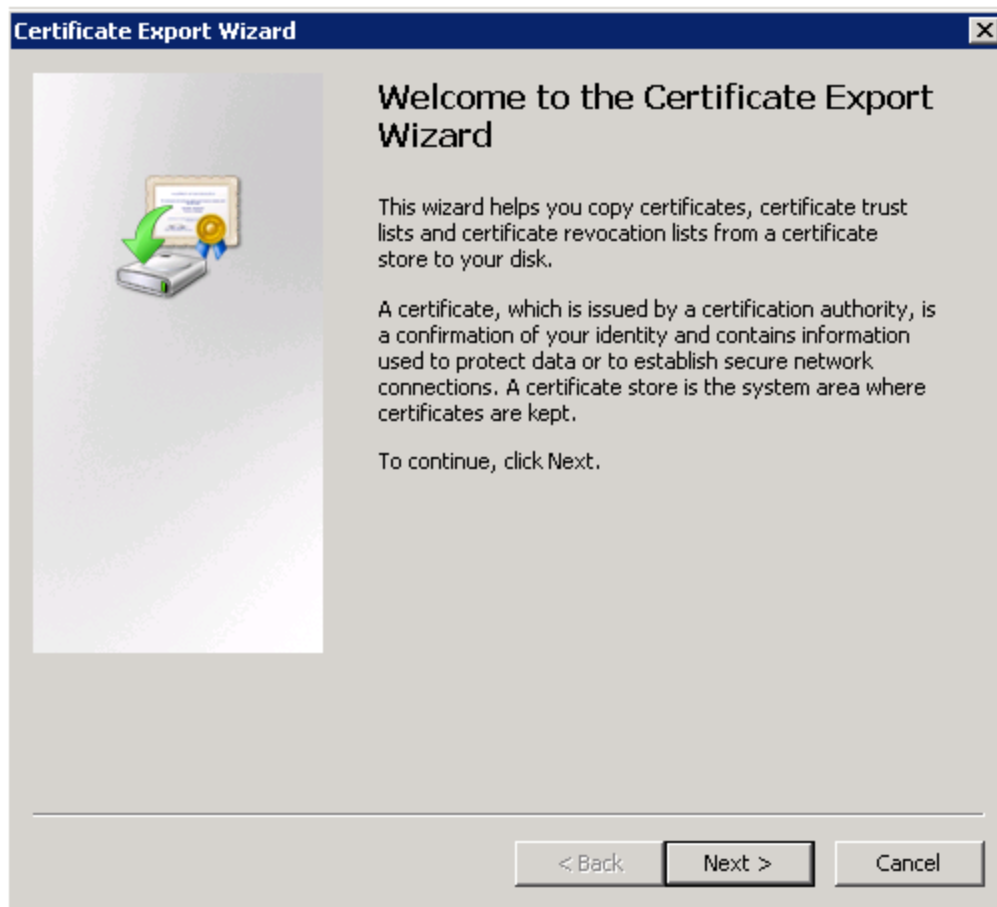 Certificate Export Wizard
Welcome to the Certificate Export
Wizard
This wizard helps you copy certificates, certificate trust
lists and certificate revocation lists from a certificate
store to your disk.
A certificate, which is issued by a certification authority, is
a confirmation of your identity and contains information
used to protect data or to establish secure network
connections. A certificate store is the system area where
certificates are kept.
To continue, click Next.
< Back
Next >
Cancel